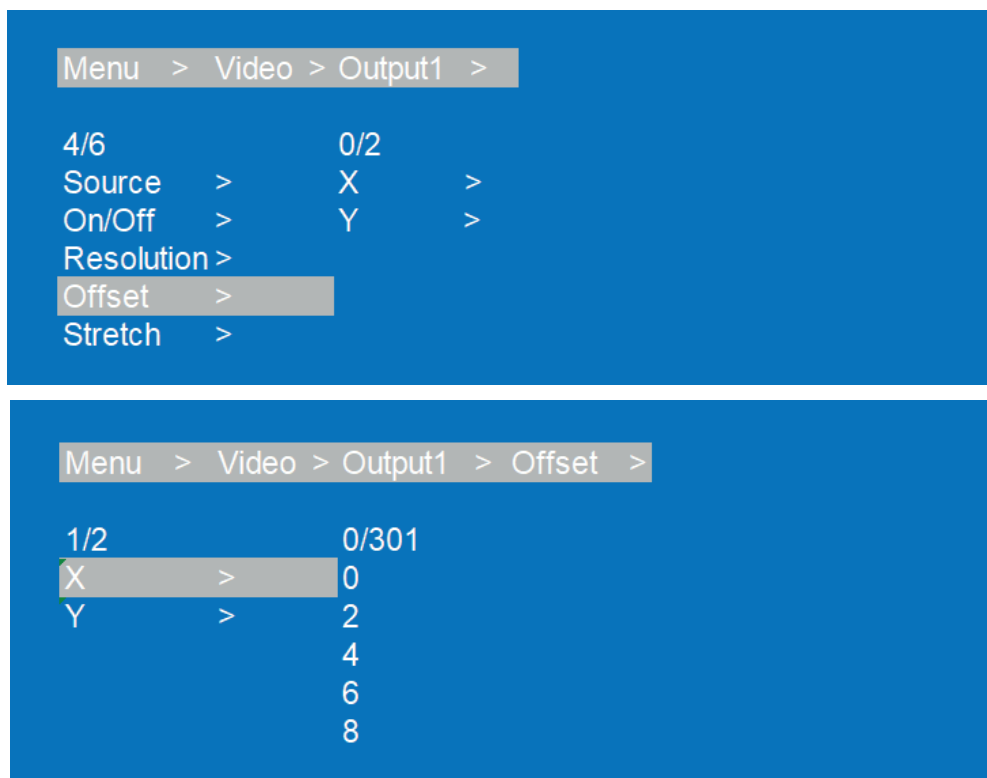 Menu > Video > Output1 >
4/6 0/2
Source > X >
On/Off > Y >
Resolution >
Offset >
Stretch >
Menu > Video > Output1 > Offset >
1/2 0/301
X > 0
Y > 2
4
6
8